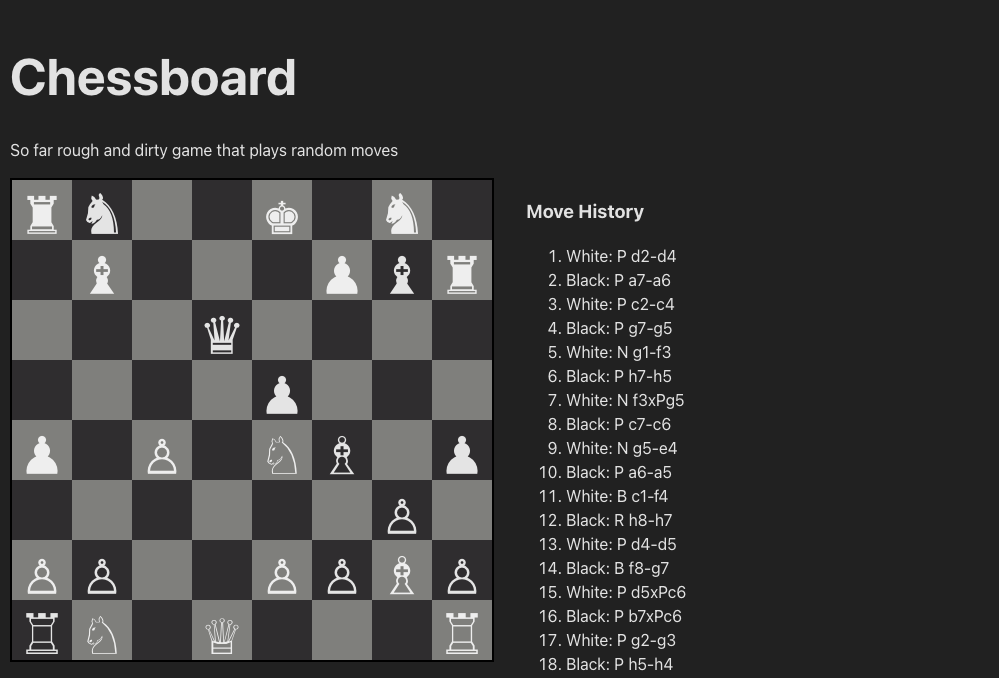 Chessboard
So far rough and dirty game that plays random moves
Move History
1. White: P d2-d4
2. Black: P a7-a6
3. White: P c2-c4
4. Black: P g7-g5
5. White: N g1-f3
6. Black: P h7-h5
7. White: N f3xPg5
8. Black: P c7-c6
9. White: N g5-e4
10. Black: P a6-a5
11. White: B c1-f4
12. Black: R h8-h7
13. White: P d4-d5
14. Black: B f8-g7
15. White: P d5xPc6
16. Black: P b7xPc6
17. White: P g2-g3
18. Black: P h5-h4